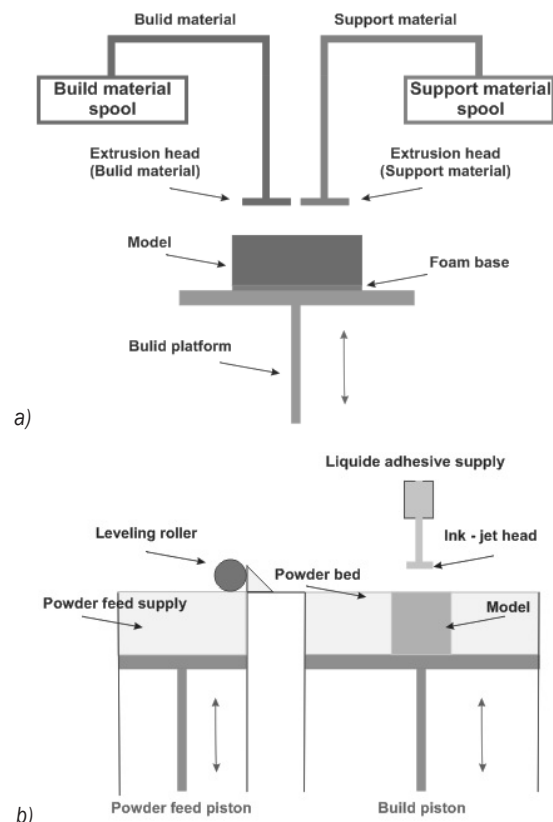 Bulid material
Support material
Build material
spool
Support material
spool
Extrusion head
(Bulid material)
Extrusion head
(Support material)
Model
Foam base
Bulid platform
a)
Liquide adhesive supply
Leveling roller
Ink - jet head
Powder bed
Powder feed supply
Model
b)
Powder feed piston
Build piston